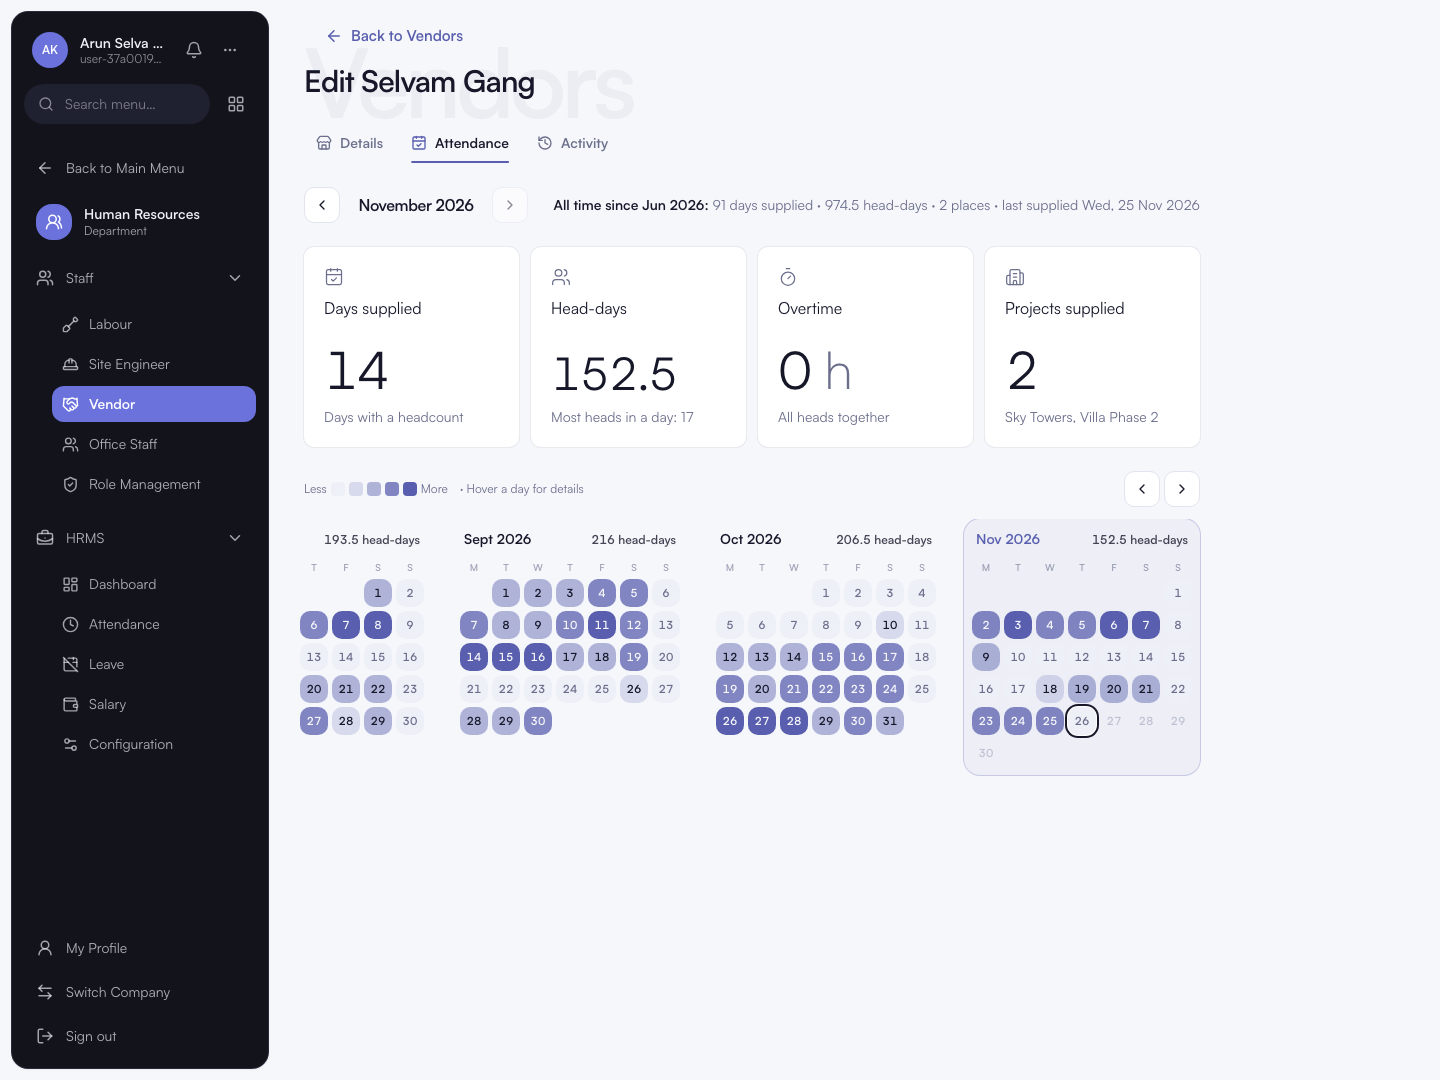 AK
Arun Selva ...
user-37a0019...
Search menu...
Back to Main Menu
Human Resources
Department
Staff
Labour
Site Engineer
Vendor
Office Staff
Role Management
HRMS
Dashboard
Attendance
Leave
Salary
Configuration
My Profile
Switch Company
Sign out
Back to Vendors
Vendors
Edit Selvam Gang
Details Attendance Activity
November 2026
All time since Jun 2026: 91 days supplied · 974.5 head-days · 2 places · last supplied Wed, 25 Nov 2026
Days supplied
14
Days with a headcount
Head-days
152.5
Most heads in a day: 17
Overtime
0 h
All heads together
Projects supplied
2
Sky Towers, Villa Phase 2
Less More · Hover a day for details
193.5 head-days
T F S S
1 2
6 7 8 9
13 14 15 16
20 21 22 23
27 28 29 30
Sept 2026 216 head-days
M T W T F S S
1 2 3 4 5 6
7 8 9 10 11 12 13
14 15 16 17 18 19 20
21 22 23 24 25 26 27
28 29 30
Oct 2026 206.5 head-days
M T W T F S S
1 2 3 4
5 6 7 8 9 10 11
12 13 14 15 16 17 18
19 20 21 22 23 24 25
26 27 28 29 30 31
Nov 2026 152.5 head-days
M T W T F S S
1
2 3 4 5 6 7 8
9 10 11 12 13 14 15
16 17 18 19 20 21 22
23 24 25 26 27 28 29
30